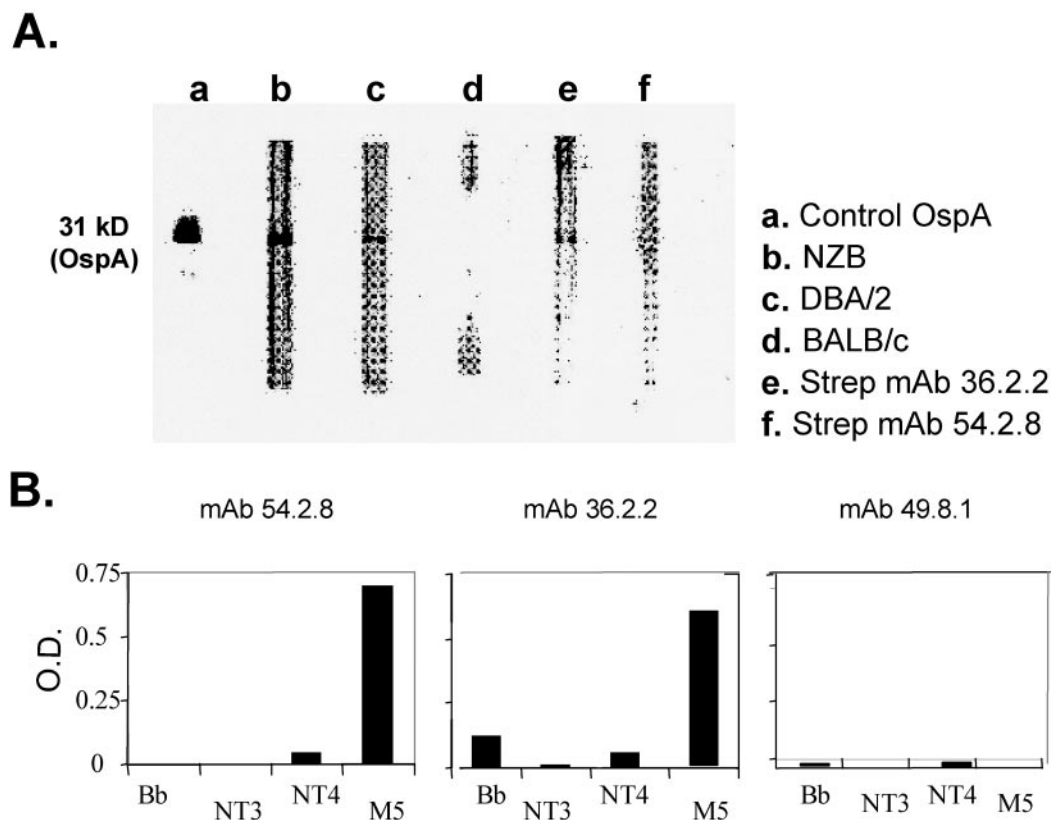 A.
a b c d e f
31 kD
(OspA)
a. Control OspA
b. NZB
c. DBA/2
d. BALB/c
e. Strep mAb 36.2.2
f. Strep mAb 54.2.8
B.
mAb 54.2.8 mAb 36.2.2 mAb 49.8.1
0.75
0.5
0.25
0
O.D.
Bb NT3 NT4 M5 Bb NT3 NT4 M5 Bb NT3 NT4 M5